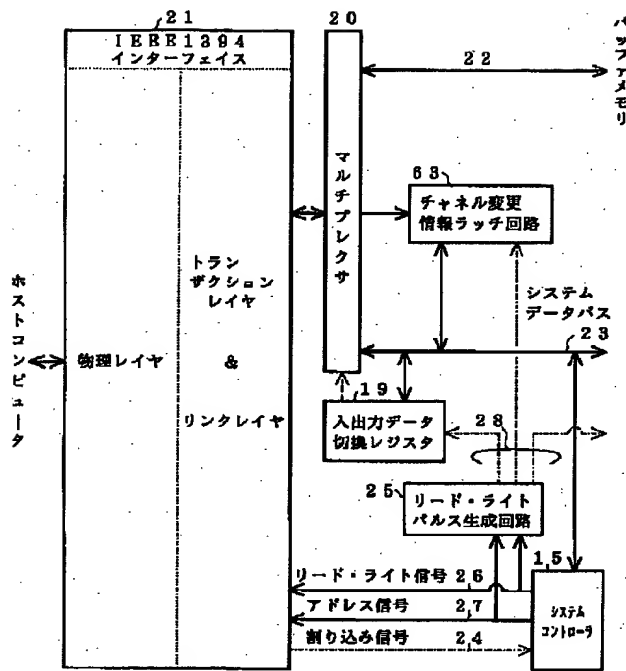 21
IEEE1394
インターフェイス
20
バッファメモリ
22
マルチプレクサ
63
チャネル変更
情報ラッチ回路
ホストコンピュータ
トラン
ザクション
レイヤ
物理レイヤ
&
リンクレイヤ
システム
データバス
23
19
入出力データ
切換レジスタ
28
25
リード・ライト
パルス生成回路
リード・ライト信号 26
アドレス信号 27
割り込み信号 24
15
システム
コントローラ